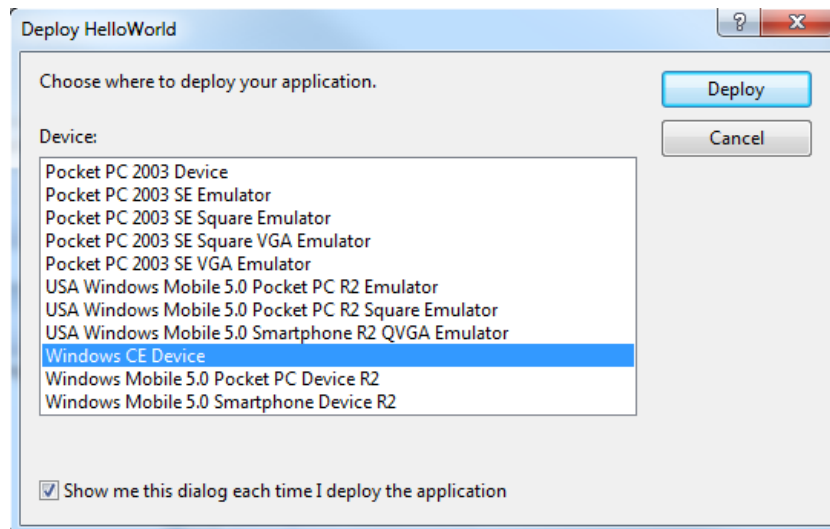 Deploy HelloWorld
Choose where to deploy your application.
Deploy
Device:
Cancel
Pocket PC 2003 Device
Pocket PC 2003 SE Emulator
Pocket PC 2003 SE Square Emulator
Pocket PC 2003 SE Square VGA Emulator
Pocket PC 2003 SE VGA Emulator
USA Windows Mobile 5.0 Pocket PC R2 Emulator
USA Windows Mobile 5.0 Pocket PC R2 Square Emulator
USA Windows Mobile 5.0 Smartphone R2 QVGA Emulator
Windows CE Device
Windows Mobile 5.0 Pocket PC Device R2
Windows Mobile 5.0 Smartphone Device R2
Show me this dialog each time I deploy the application